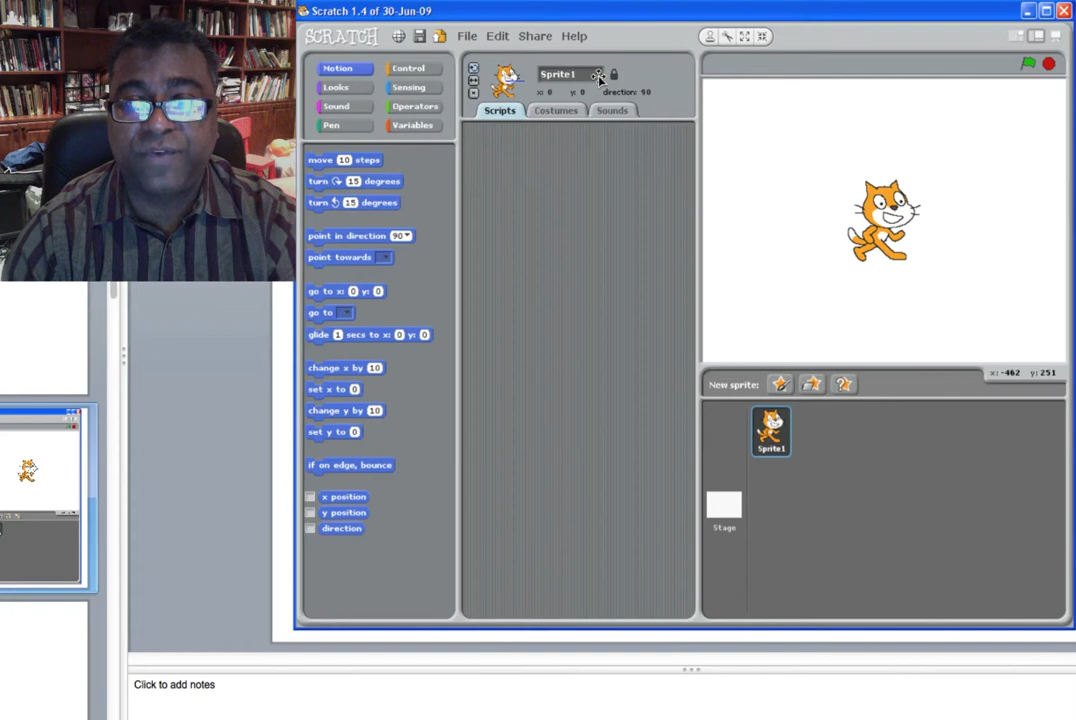 Scratch 1.4 of 30-Jun-09
SCRATCH File Edit Share Help
Motion Control
Looks Sensing
Sound Operators
Pen Variables
Sprite1
x: 0 y: 0 direction: 90
Scripts Costumes Sounds
move 10 steps
turn 15 degrees
turn 15 degrees
point in direction 90
point towards
go to x: 0 y: 0
go to
glide 1 secs to x: 0 y: 0
change x by 10
set x to 0
change y by 10
set y to 0
if on edge, bounce
x position
y position
direction
x: -462 y: 251
New sprite:
Sprite1
Stage
Click to add notes